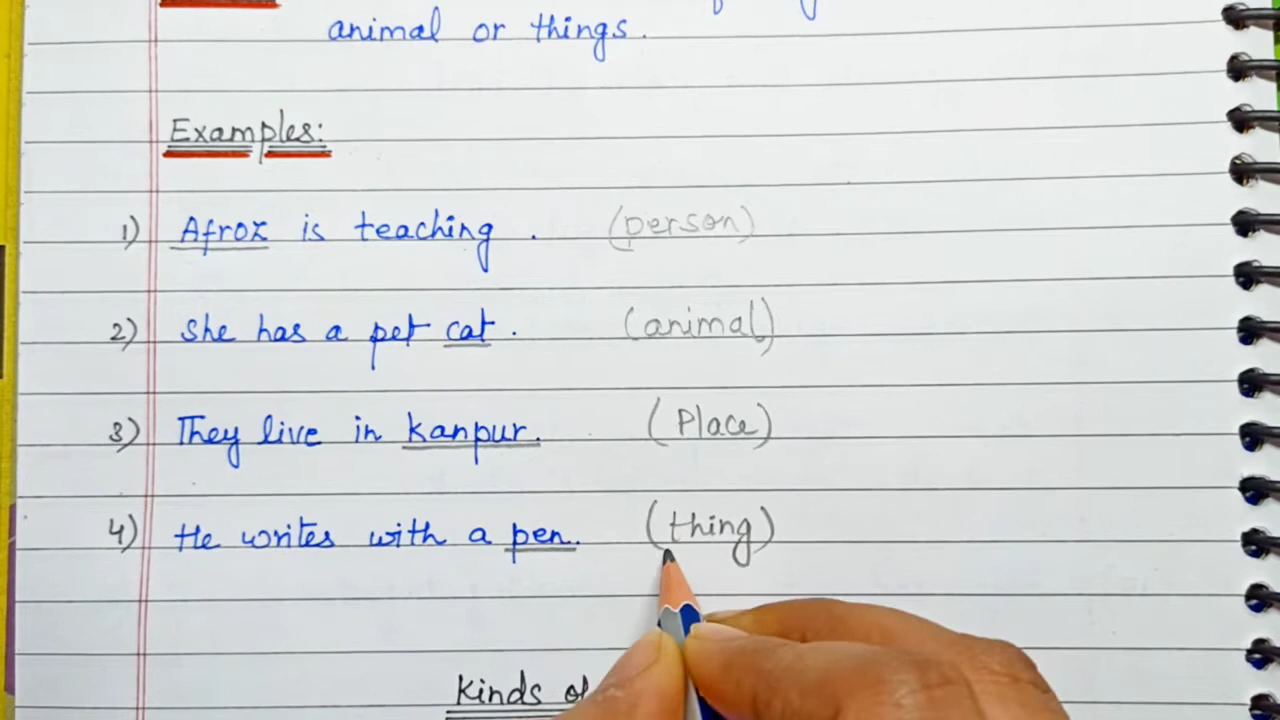 animal or things.
Examples:
1) Afroz is teaching. (person)
2) She has a pet cat. (animal)
3) They live in Kanpur. (Place)
4) He writes with a pen. (thing)
Kinds of